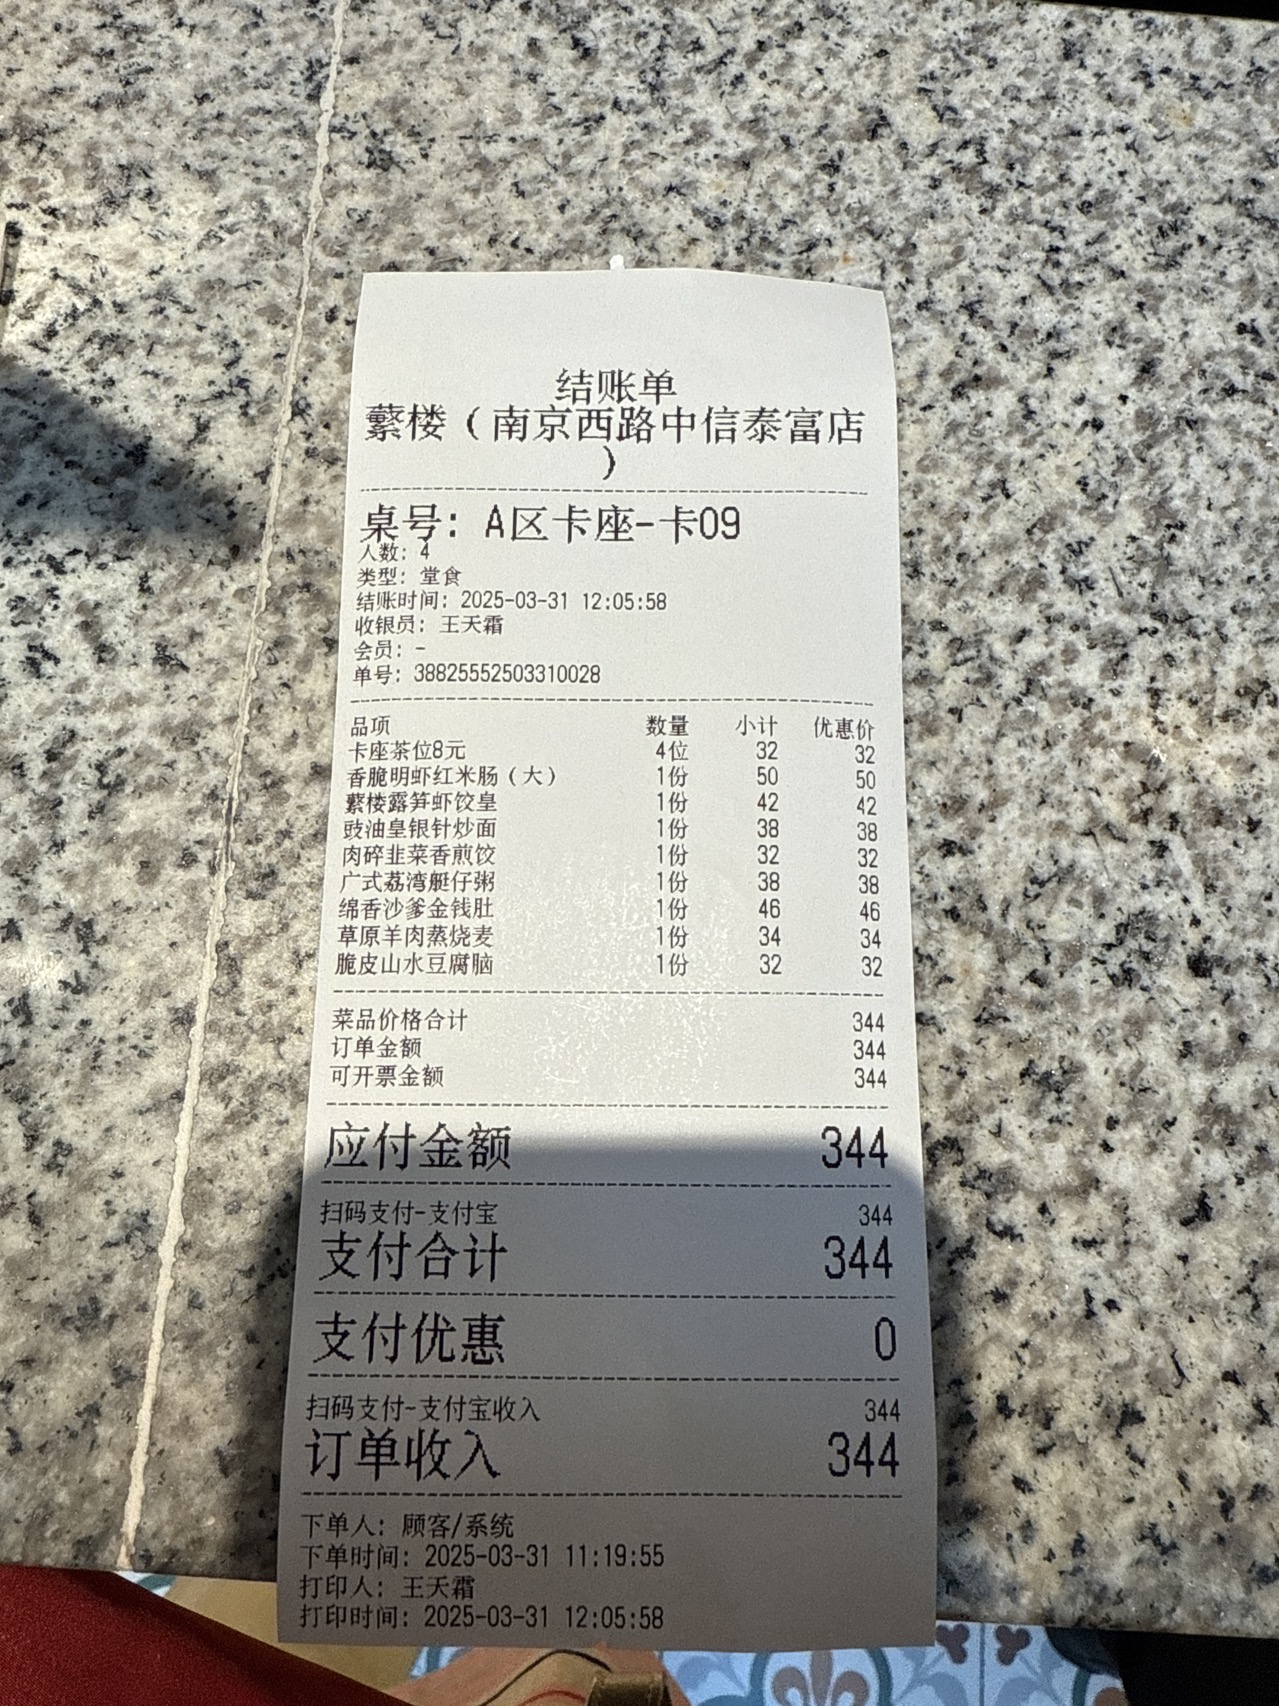 结账单
蘩楼（南京西路中信泰富店
）
桌号：A区卡座-卡09
人数：4
类型：堂食
结账时间：2025-03-31 12:05:58
收银员：王天霜
会员：-
单号：38825552503310028
品项 数量 小计 优惠价
卡座茶位8元 4位 32 32
香脆明虾红米肠（大） 1份 50 50
蘩楼露笋虾饺皇 1份 42 42
豉油皇银针炒面 1份 38 38
肉碎韭菜香煎饺 1份 32 32
广式荔湾艇仔粥 1份 38 38
绵香沙爹金钱肚 1份 46 46
草原羊肉蒸烧麦 1份 34 34
脆皮山水豆腐脑 1份 32 32
菜品价格合计 344
订单金额 344
可开票金额 344
应付金额 344
扫码支付-支付宝 344
支付合计 344
支付优惠 0
扫码支付-支付宝收入 344
订单收入 344
下单人：顾客/系统
下单时间：2025-03-31 11:19:55
打印人：王天霜
打印时间：2025-03-31 12:05:58